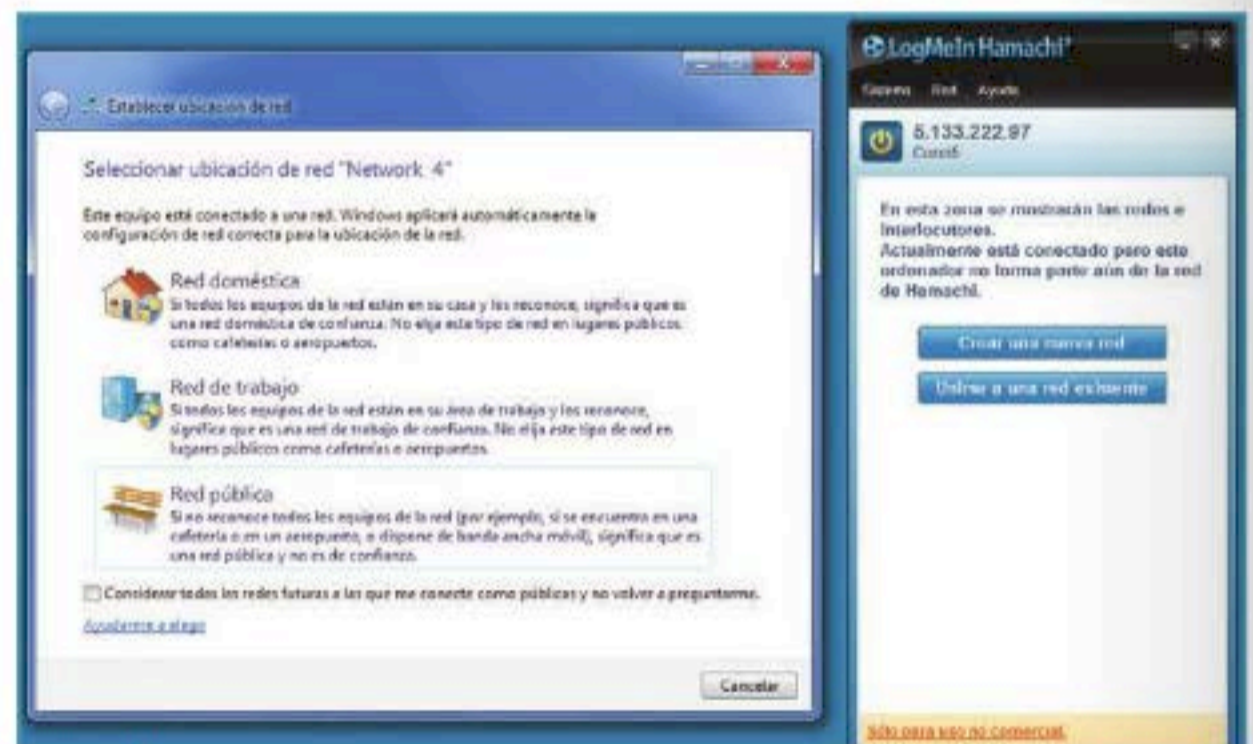 Establecer ubicación de red
Seleccionar ubicación de red "Network 4"
Este equipo está conectado a una red. Windows aplicará automáticamente la
configuración de red correcta para la ubicación de la red.
Red doméstica
Si todos los equipos de la red están en su casa y los reconoce, significa que es
una red doméstica de confianza. No elija este tipo de red en lugares públicos
como cafeterías o aeropuertos.
Red de trabajo
Si todos los equipos de la red están en su área de trabajo y los reconoce,
significa que es una red de trabajo de confianza. No elija este tipo de red en
lugares públicos como cafeterías o aeropuertos.
Red pública
Si no reconoce todos los equipos de la red (por ejemplo, si se encuentra en una
cafetería o en un aeropuerto, o dispone de banda ancha móvil), significa que es
una red pública y no es de confianza.
Considerar todas las redes futuras a las que me conecte como públicas y no volver a preguntarme.
Ayudarme a elegir
Cancelar
LogMeIn Hamachi
Sistema Red Ayuda
5.133.222.97
En esta zona se mostrarán las redes e
interlocutores.
Actualmente está conectado pero este
ordenador no forma parte aún de la red
de Hamachi.
Crear una nueva red
Unirse a una red existente
Sólo para uso no comercial.